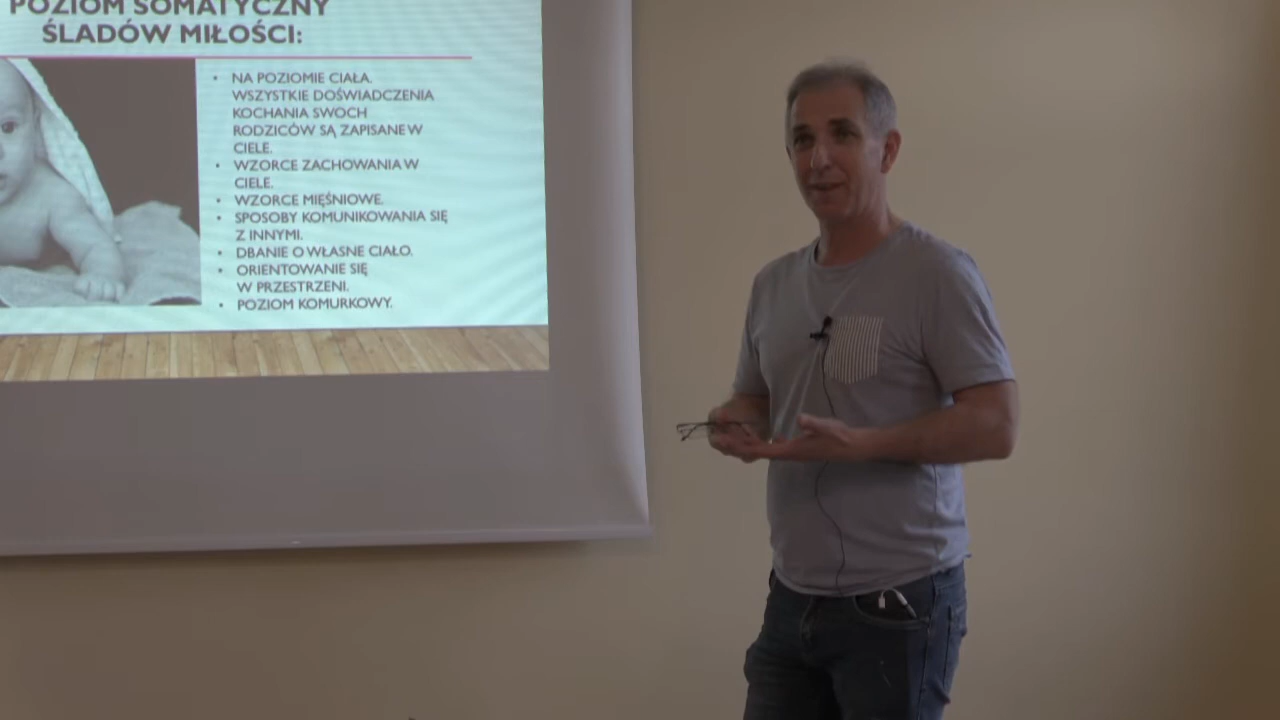 POZIOM SOMATYCZNY
ŚLADÓW MIŁOŚCI:
• NA POZIOMIE CIAŁA.
WSZYSTKIE DOŚWIADCZENIA
KOCHANIA SWOCH
RODZICÓW SĄ ZAPISANE W
CIELE.
• WZORCE ZACHOWANIA W
CIELE.
• WZORCE MIĘŚNIOWE.
• SPOSOBY KOMUNIKOWANIA SIĘ
Z INNYMI.
• DBANIE O WŁASNE CIAŁO.
• ORIENTOWANIE SIĘ
W PRZESTRZENI.
• POZIOM KOMURKOWY.